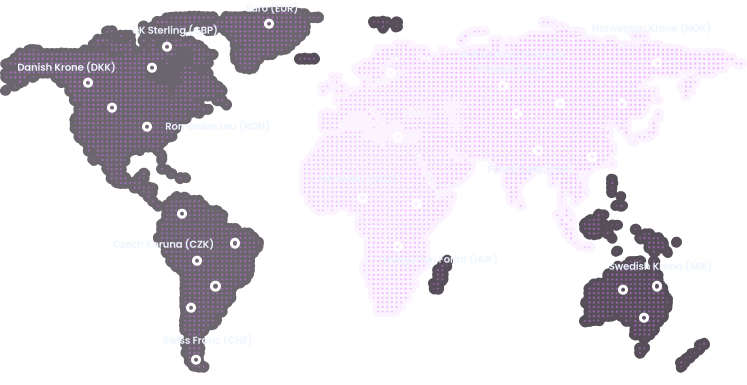 Euro (EUR)
UK Sterling (GBP)
Norwegian Krone (NOK)
Danish Krone (DKK)
Romanian Leu (RON)
Czech Koruna (CZK)
Forint (HUF)
Swedish Krona (SEK)
Swiss Franc (CHF)